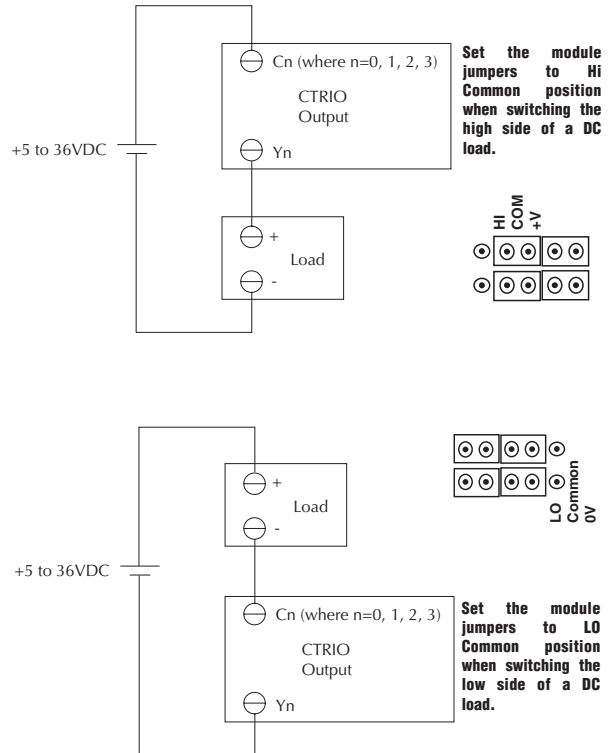 Cn (where n=0, 1, 2, 3)
CTRIO
Output
Yn
+5 to 36VDC
+
Load
-
Set the module
jumpers to Hi
Common position
when switching the
high side of a DC
load.
HI
COM
+V
+
Load
-
+5 to 36VDC
Cn (where n=0, 1, 2, 3)
CTRIO
Output
Yn
LO
Common
0V
Set the module
jumpers to LO
Common position
when switching the
low side of a DC
load.